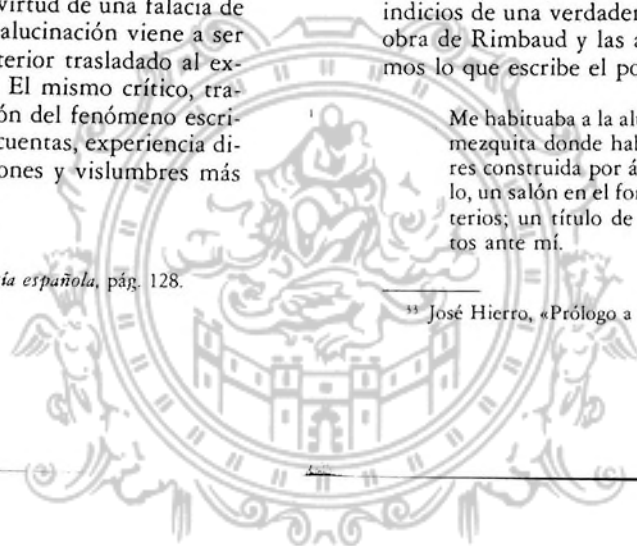 virtud de una falacia de
alucinación viene a ser
terior trasladado al ex-
El mismo crítico, tra-
ón del fenómeno escri-
cuentas, experiencia di-
ones y vislumbres más
ía española, pág. 128.
indicios de una verdader
obra de Rimbaud y las a
mos lo que escribe el po
Me habituaba a la alu
mezquita donde hal
res construida por á
lo, un salón en el for
terios; un título de
tos ante mí.
³³ José Hierro, «Prólogo a